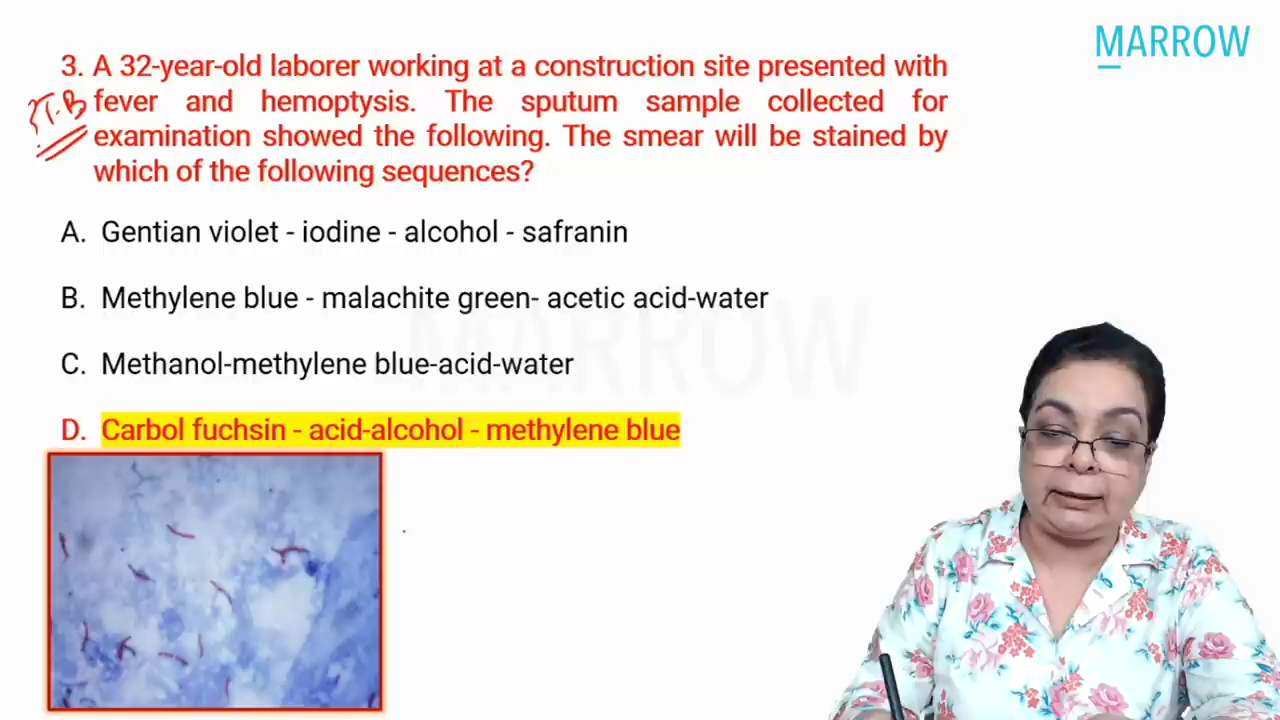 MARROW
3. A 32-year-old laborer working at a construction site presented with
?T.B fever and hemoptysis. The sputum sample collected for
examination showed the following. The smear will be stained by
which of the following sequences?
A. Gentian violet - iodine - alcohol - safranin
B. Methylene blue - malachite green- acetic acid-water
MARROW
C. Methanol-methylene blue-acid-water
D. Carbol fuchsin - acid-alcohol - methylene blue